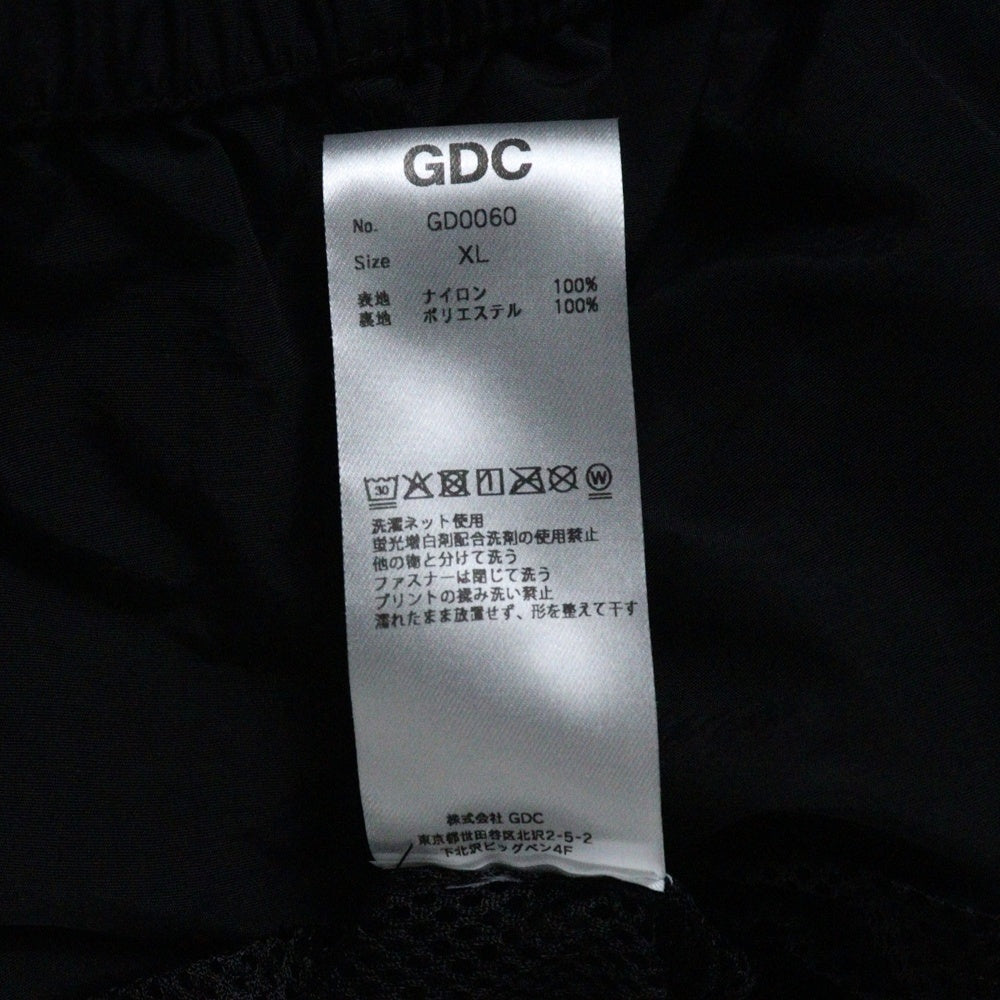 GDC
No. GD0060
Size XL
表地 ナイロン 100%
裏地 ポリエステル 100%
30 W
洗濯ネット使用
蛍光増白剤配合洗剤の使用禁止
他の物と分けて洗う
ファスナーは閉じて洗う
プリントの揉み洗い禁止
濡れたまま放置せず、形を整えて干す
株式会社 GDC
東京都世田谷区北沢2-5-2
下北沢ビッグベン4F